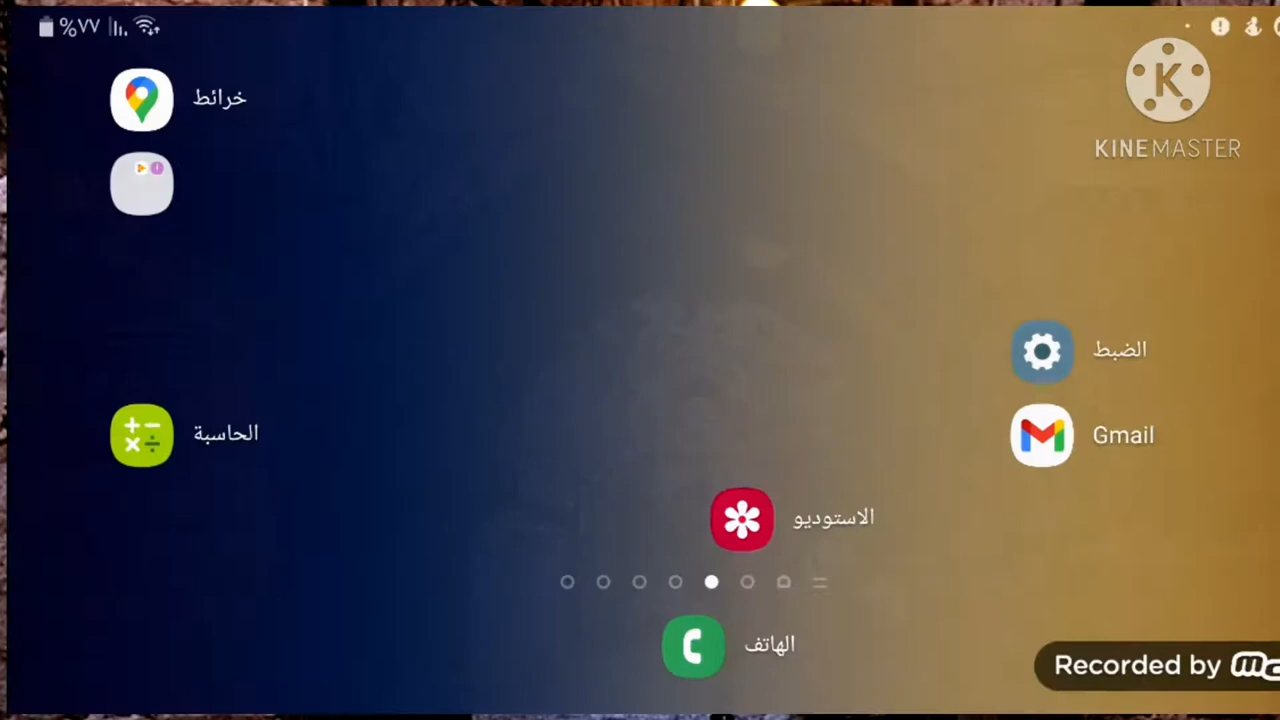 %٧٧
خرائط
KINEMASTER
الضبط
الحاسبة
Gmail
الاستوديو
الهاتف
Recorded by